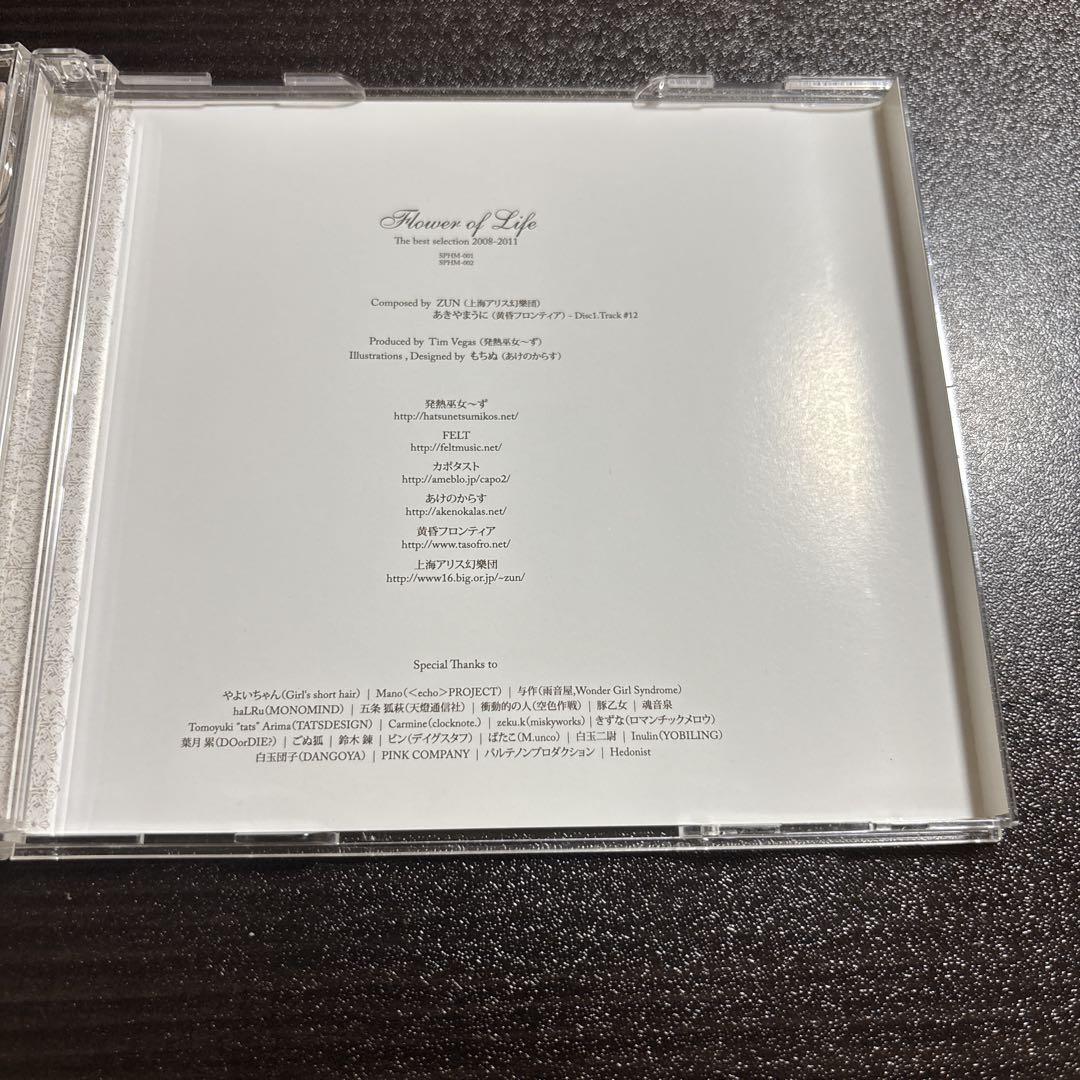 Flower of Life
The best selection 2008-2011
SPHM-001
SPHM-002
Composed by ZUN (上海アリス幻樂団)
あきやまうに (黄昏フロンティア) - Disc1.Track #12
Produced by Tim Vegas (発熱巫女～ず)
Illustrations , Designed by もちぬ (あけのからす)
発熱巫女～ず
http://hatsunetsumikos.net/
FELT
http://feltmusic.net/
カポタスト
http://ameblo.jp/capo2/
あけのからす
http://akenokalas.net/
黄昏フロンティア
http://www.tasofro.net/
上海アリス幻樂団
http://www16.big.or.jp/~zun/
Special Thanks to
やよいちゃん(Girl's short hair) | Mano(<echo>PROJECT) | 与作(雨音屋,Wonder Girl Syndrome)
haLRu(MONOMIND) | 五条 狐萩(天燈通信社) | 衝動的の人(空色作戦) | 豚乙女 | 魂音泉
Tomoyuki "tats" Arima(TATSDESIGN) | Carmine(clocknote.) | zeku.k(miskyworks) | きずな(ロマンチックメロウ)
葉月 累(DOorDIE?) | ごぬ狐 | 鈴木 錬 | ビン(デイグスタフ) | ばたこ(M.unco) | 白玉二尉 | Inulin(YOBILING)
白玉団子(DANGOYA) | PINK COMPANY | パルテノンプロダクション | Hedonist